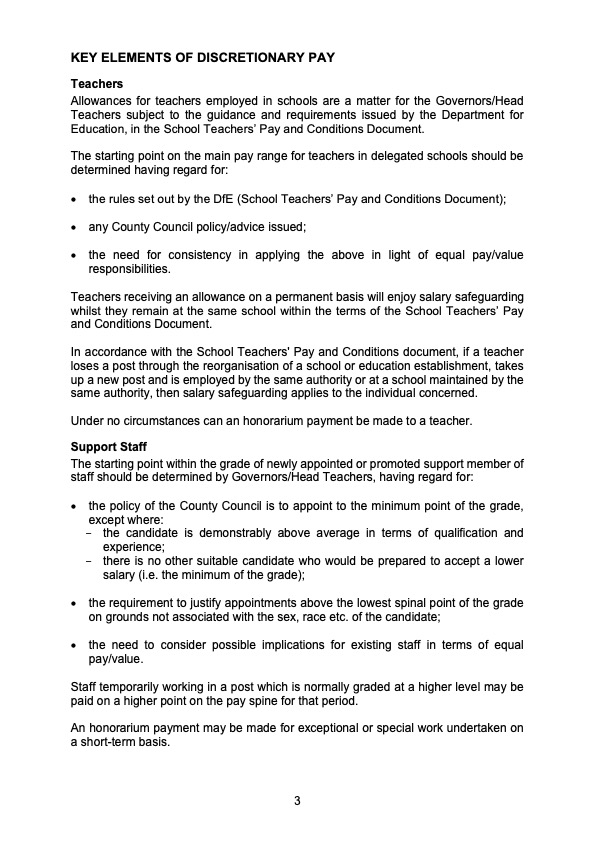 KEY ELEMENTS OF DISCRETIONARY PAY
Teachers
Allowances for teachers employed in schools are a matter for the Governors/Head
Teachers subject to the guidance and requirements issued by the Department for
Education, in the School Teachers' Pay and Conditions Document.
The starting point on the main pay range for teachers in delegated schools should be
determined having regard for:
• the rules set out by the DfE (School Teachers' Pay and Conditions Document);
• any County Council policy/advice issued;
• the need for consistency in applying the above in light of equal pay/value
responsibilities.
Teachers receiving an allowance on a permanent basis will enjoy salary safeguarding
whilst they remain at the same school within the terms of the School Teachers' Pay
and Conditions Document.
In accordance with the School Teachers' Pay and Conditions document, if a teacher
loses a post through the reorganisation of a school or education establishment, takes
up a new post and is employed by the same authority or at a school maintained by the
same authority, then salary safeguarding applies to the individual concerned.
Under no circumstances can an honorarium payment be made to a teacher.
Support Staff
The starting point within the grade of newly appointed or promoted support member of
staff should be determined by Governors/Head Teachers, having regard for:
• the policy of the County Council is to appoint to the minimum point of the grade,
except where:
− the candidate is demonstrably above average in terms of qualification and
experience;
− there is no other suitable candidate who would be prepared to accept a lower
salary (i.e. the minimum of the grade);
• the requirement to justify appointments above the lowest spinal point of the grade
on grounds not associated with the sex, race etc. of the candidate;
• the need to consider possible implications for existing staff in terms of equal
pay/value.
Staff temporarily working in a post which is normally graded at a higher level may be
paid on a higher point on the pay spine for that period.
An honorarium payment may be made for exceptional or special work undertaken on
a short-term basis.
3